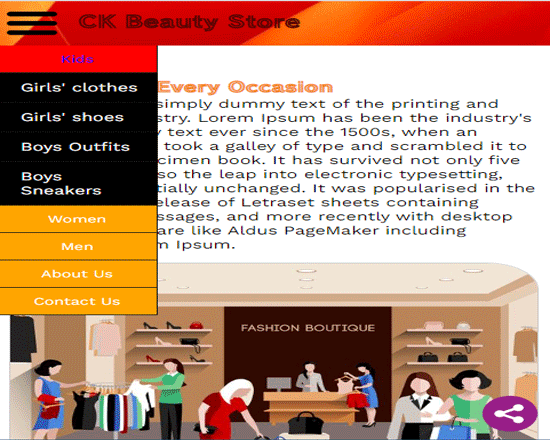 CK Beauty Store
Kids
Girls' clothes
Girls' shoes
Boys Outfits
Boys
Sneakers
Women
Men
About Us
Contact Us
Every Occasion
simply dummy text of the printing and
stry. Lorem Ipsum has been the industry's
y text ever since the 1500s, when an
took a galley of type and scrambled it to
cimen book. It has survived not only five
so the leap into electronic typesetting,
tially unchanged. It was popularised in the
elease of Letraset sheets containing
ssages, and more recently with desktop
are like Aldus PageMaker including
m Ipsum.
FASHION BOUTIQUE